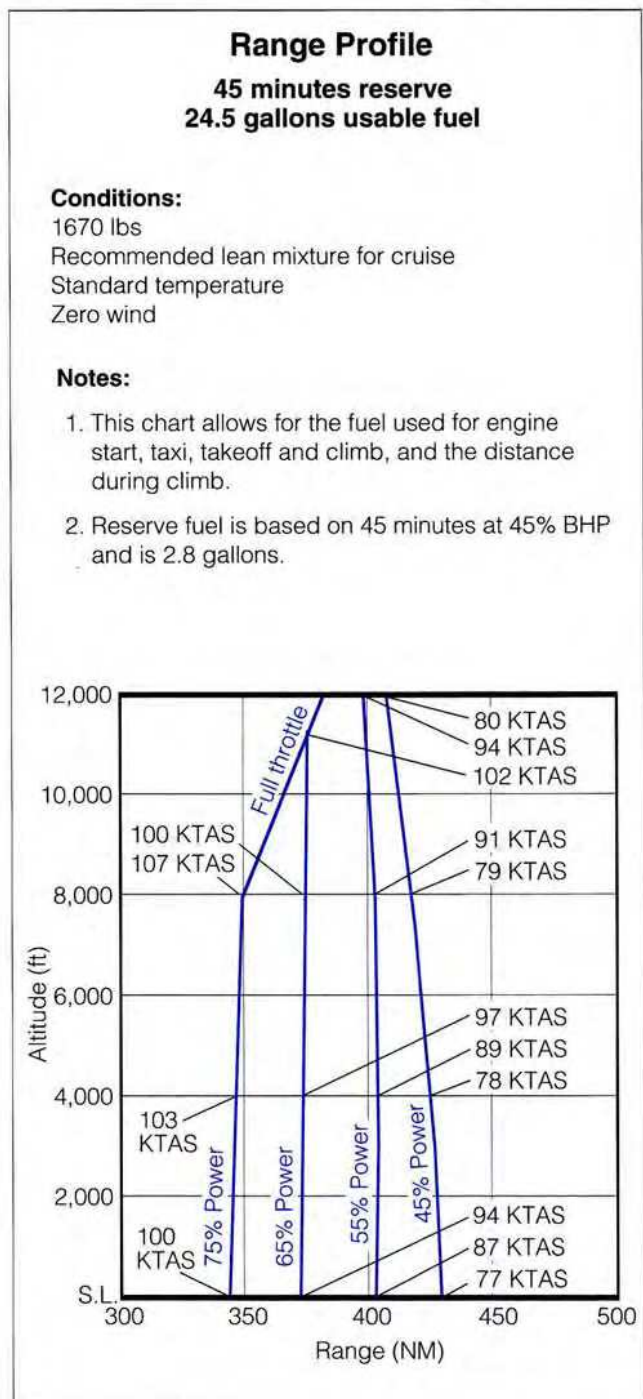 Range Profile
45 minutes reserve
24.5 gallons usable fuel
Conditions:
1670 lbs
Recommended lean mixture for cruise
Standard temperature
Zero wind
Notes:
1. This chart allows for the fuel used for engine
start, taxi, takeoff and climb, and the distance
during climb.
2. Reserve fuel is based on 45 minutes at 45% BHP
and is 2.8 gallons.
12,000
10,000
8,000
6,000
4,000
2,000
S.L.
Altitude (ft)
Full throttle
80 KTAS
94 KTAS
102 KTAS
100 KTAS
107 KTAS
91 KTAS
79 KTAS
97 KTAS
89 KTAS
78 KTAS
103
KTAS
100
KTAS
75% Power
65% Power
55% Power
45% Power
94 KTAS
87 KTAS
77 KTAS
300
350
400
450
500
Range (NM)